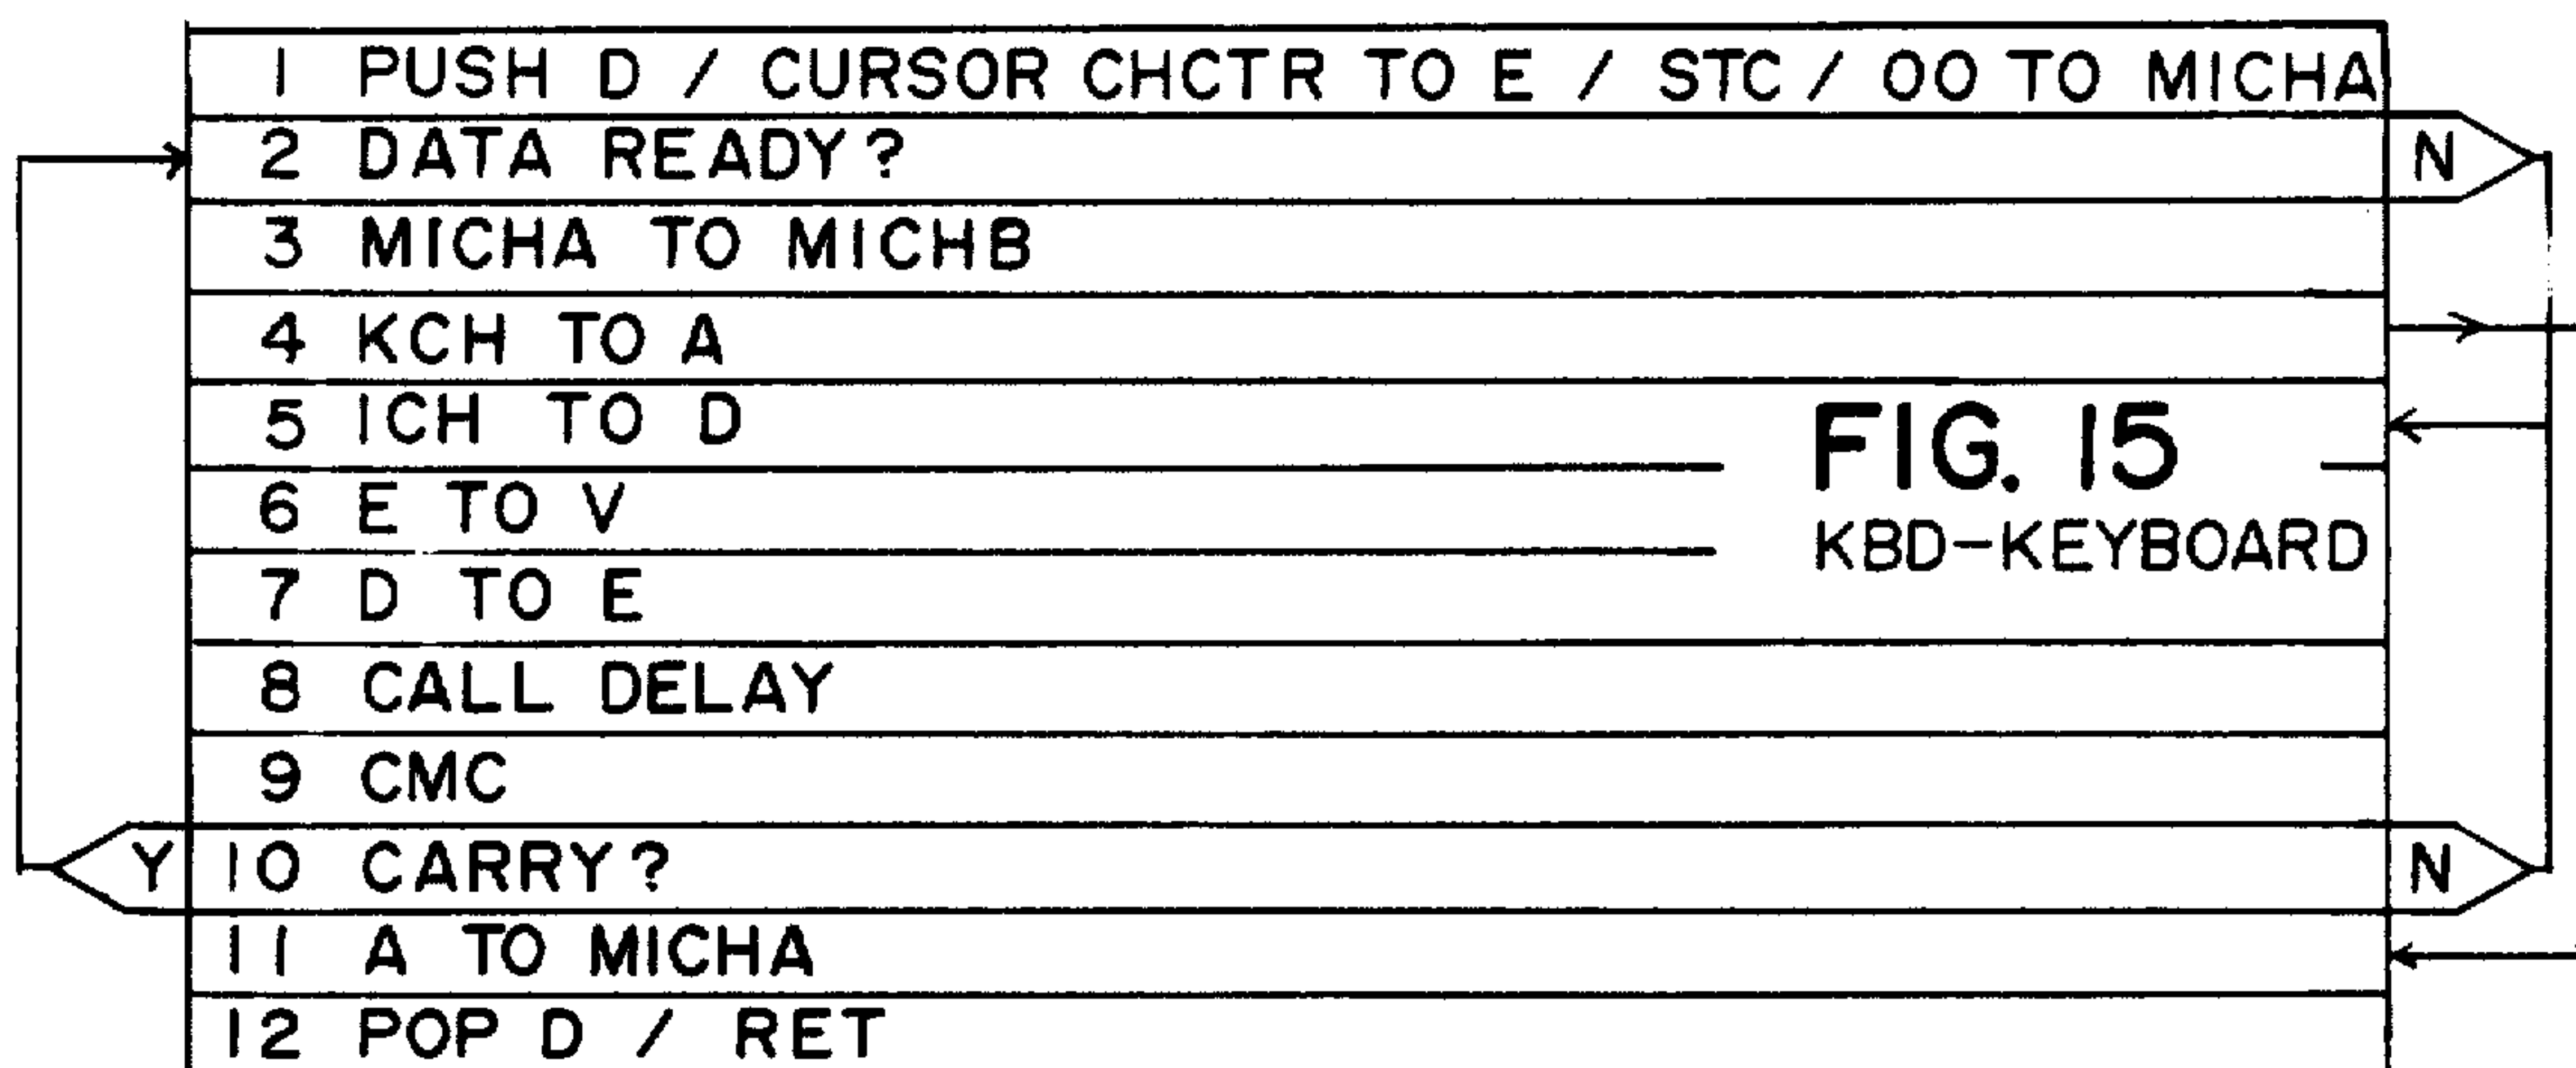 1 PUSH D / CURSOR CHCTR TO E / STC / 00 TO MICHA
2 DATA READY? N
3 MICHA TO MICHB
4 KCH TO A
5 ICH TO D
6 E TO V
7 D TO E
8 CALL DELAY
9 CMC
Y 10 CARRY? N
11 A TO MICHA
12 POP D / RET
FIG. 15
KBD-KEYBOARD